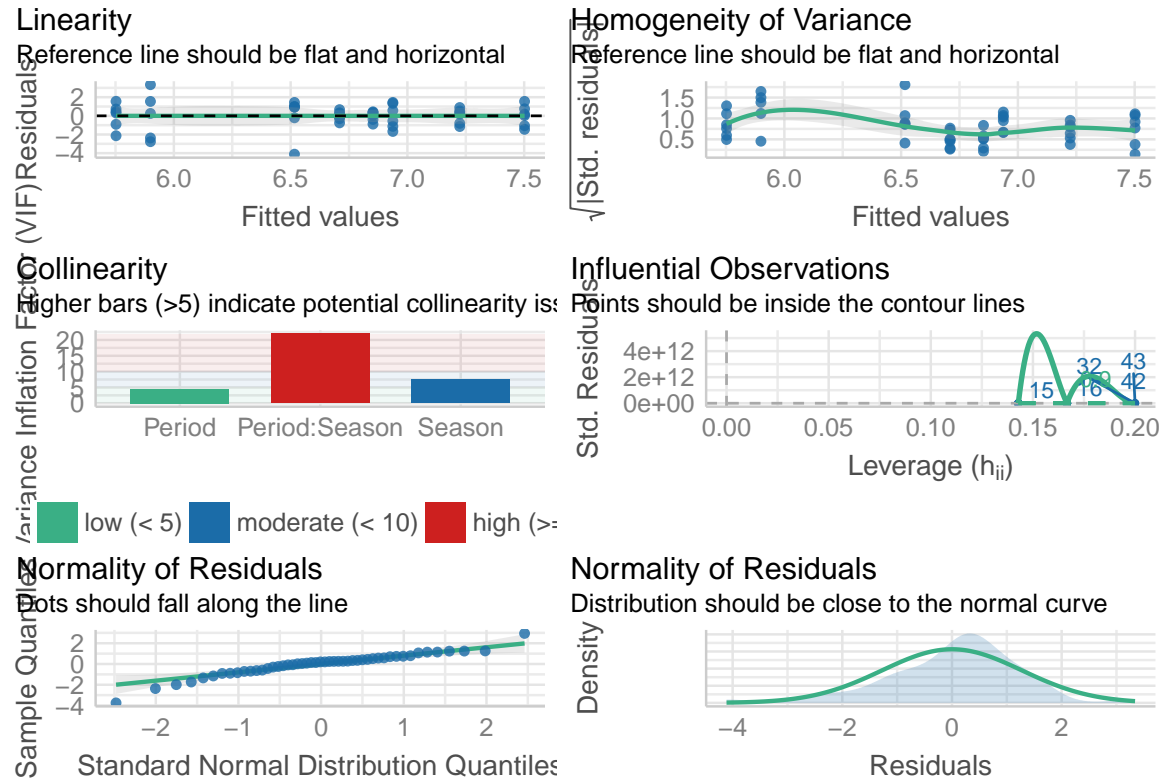 Linearity
Reference line should be flat and horizontal
Residuals
2
0
−2
−4
6.0 6.5 7.0 7.5
Fitted values
Homogeneity of Variance
Reference line should be flat and horizontal
√|Std. residuals|
1.5
1.0
0.5
6.0 6.5 7.0 7.5
Fitted values
Collinearity
Higher bars (>5) indicate potential collinearity iss
Variance Inflation Factor (VIF)
20
15
10
5
0
Period Period:Season Season
low (< 5) moderate (< 10) high (>=
Influential Observations
Points should be inside the contour lines
Std. Residuals
4e+12
2e+12
0e+00
15 32 16 43 42
0.00 0.05 0.10 0.15 0.20
Leverage (hii)
Normality of Residuals
Dots should fall along the line
Sample Quantiles
2
0
−2
−4
−2 −1 0 1 2
Standard Normal Distribution Quantiles
Normality of Residuals
Distribution should be close to the normal curve
Density
−4 −2 0 2
Residuals